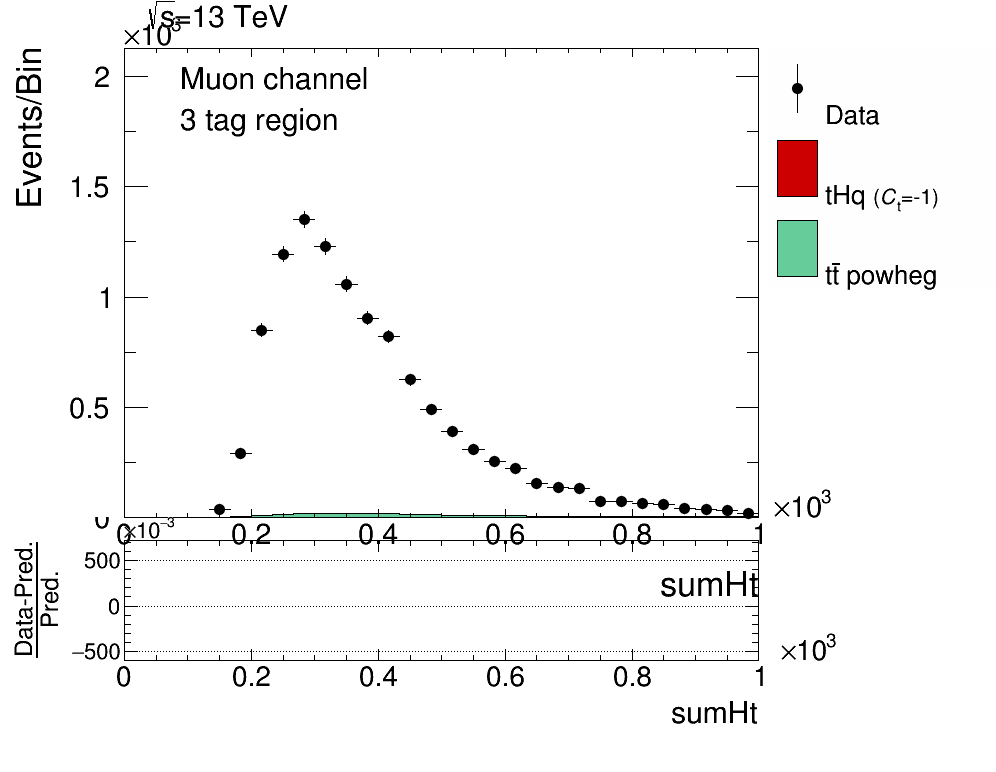 √s=13 TeV
×10³
Events/Bin
Muon channel
3 tag region
2
1.5
1
0.5
0
Data
tHq (Cₜ=-1)
tt̄ powheg
0 0.2 0.4 0.6 0.8 1
×10³
sumHt
×10⁻³
Data-Pred.
Pred.
500
0
−500
0 0.2 0.4 0.6 0.8 1
×10³
sumHt